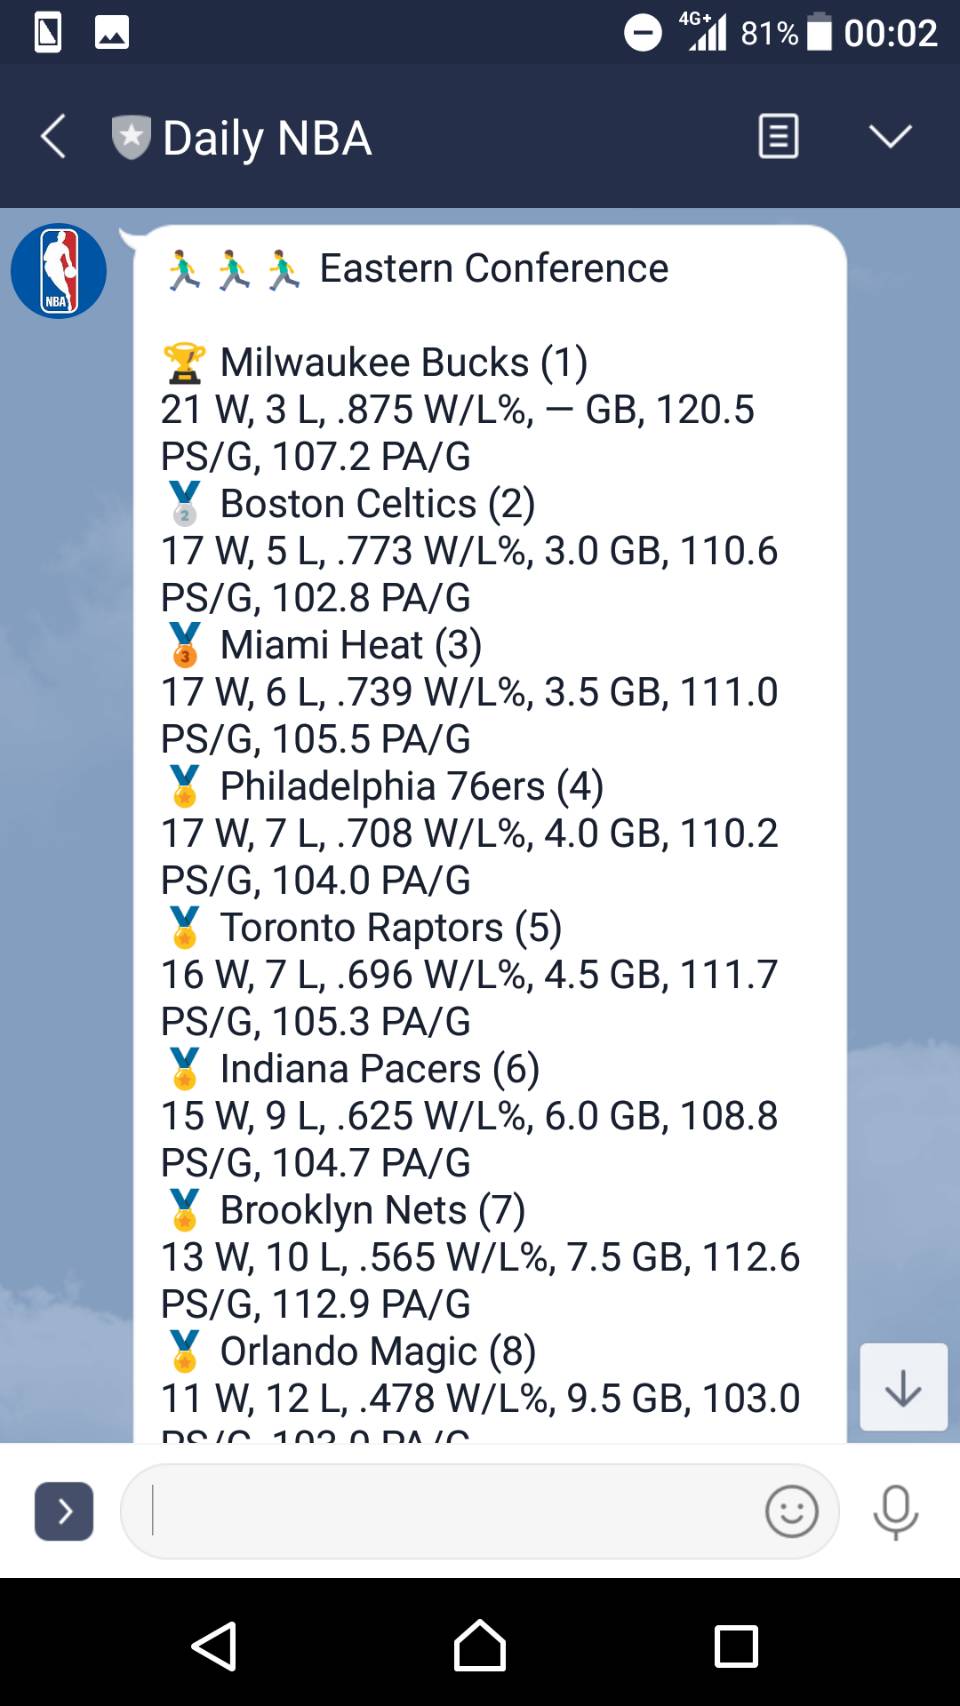 4G+ 81% 00:02
Daily NBA
NBA
Eastern Conference
Milwaukee Bucks (1)
21 W, 3 L, .875 W/L%, — GB, 120.5
PS/G, 107.2 PA/G
2 Boston Celtics (2)
17 W, 5 L, .773 W/L%, 3.0 GB, 110.6
PS/G, 102.8 PA/G
3 Miami Heat (3)
17 W, 6 L, .739 W/L%, 3.5 GB, 111.0
PS/G, 105.5 PA/G
Philadelphia 76ers (4)
17 W, 7 L, .708 W/L%, 4.0 GB, 110.2
PS/G, 104.0 PA/G
Toronto Raptors (5)
16 W, 7 L, .696 W/L%, 4.5 GB, 111.7
PS/G, 105.3 PA/G
Indiana Pacers (6)
15 W, 9 L, .625 W/L%, 6.0 GB, 108.8
PS/G, 104.7 PA/G
Brooklyn Nets (7)
13 W, 10 L, .565 W/L%, 7.5 GB, 112.6
PS/G, 112.9 PA/G
Orlando Magic (8)
11 W, 12 L, .478 W/L%, 9.5 GB, 103.0
PS/G, PA/G